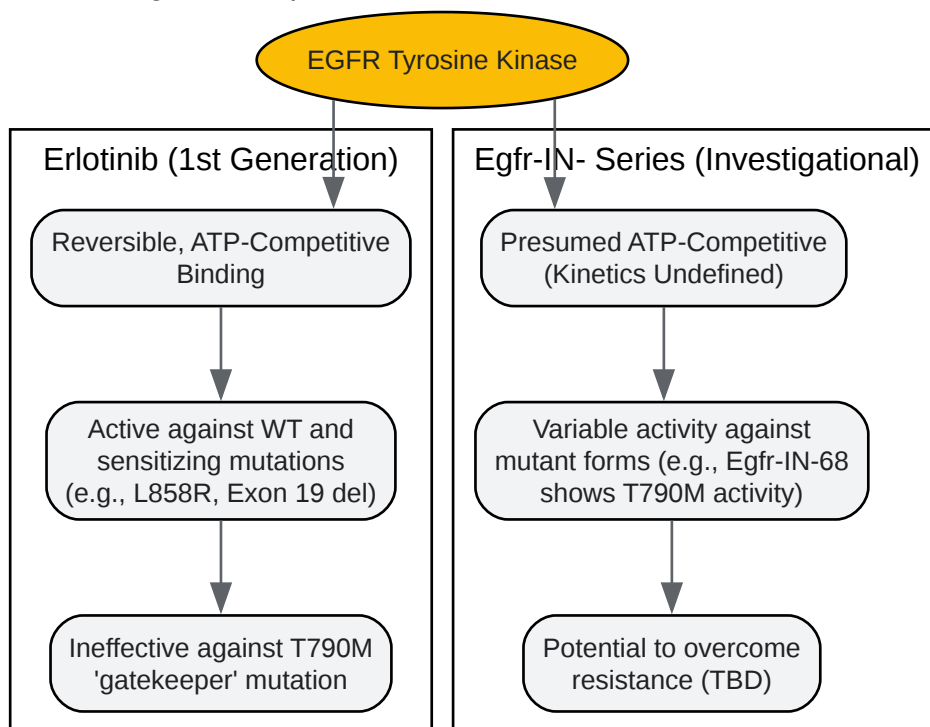 EGFR Tyrosine Kinase
Erlotinib (1st Generation)
Reversible, ATP-Competitive
Binding
Active against WT and
sensitizing mutations
(e.g., L858R, Exon 19 del)
Ineffective against T790M
'gatekeeper' mutation
Egfr-IN- Series (Investigational)
Presumed ATP-Competitive
(Kinetics Undefined)
Variable activity against
mutant forms (e.g., Egfr-IN-68
shows T790M activity)
Potential to overcome
resistance (TBD)